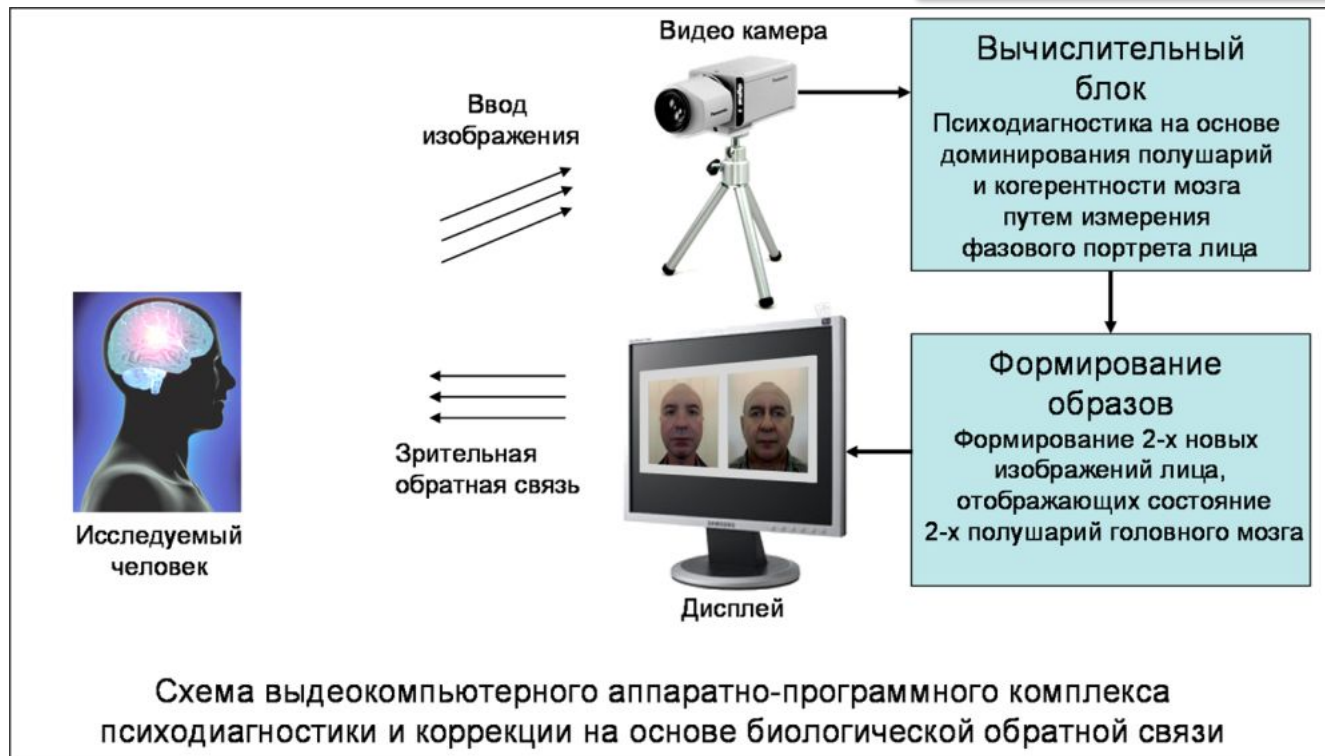 Видео камера
Ввод
изображения
Вычислительный
блок
Психодиагностика на основе
доминирования полушарий
и когерентности мозга
путем измерения
фазового портрета лица
Формирование
образов
Формирование 2-х новых
изображений лица,
отображающих состояние
2-х полушарий головного мозга
Зрительная
обратная связь
SAMSUNG
Дисплей
Исследуемый
человек
Схема выдеокомпьютерного аппаратно-программного комплекса
психодиагностики и коррекции на основе биологической обратной связи